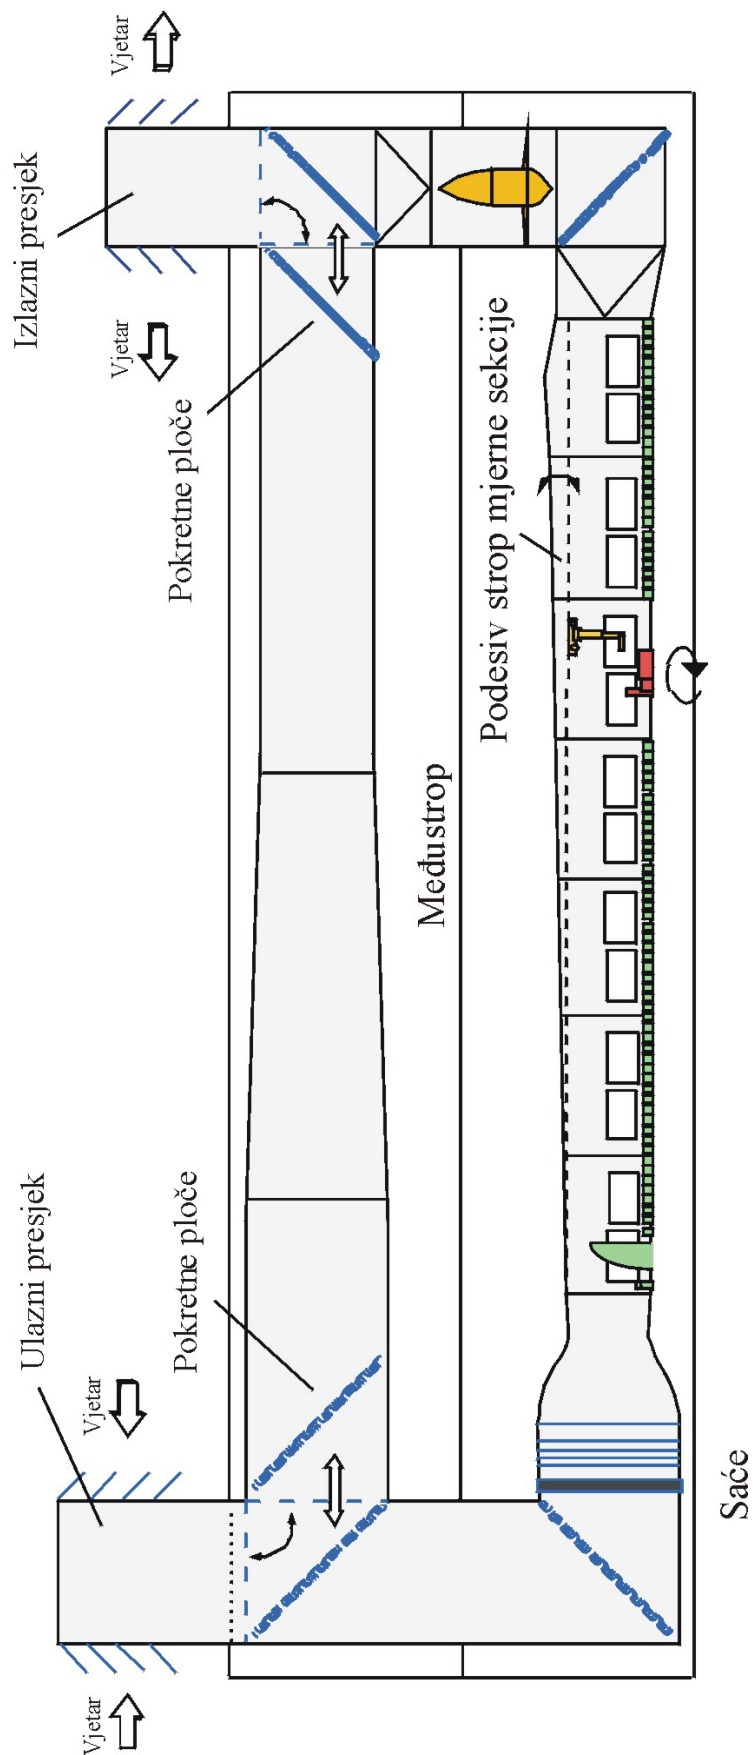 Ulazni presjek
Izlazni presjek
Vjetar
Vjetar
Vjetar
Vjetar
Pokretne ploče
Pokretne ploče
Međustrop
Podesiv strop mjerne sekcije
Saće